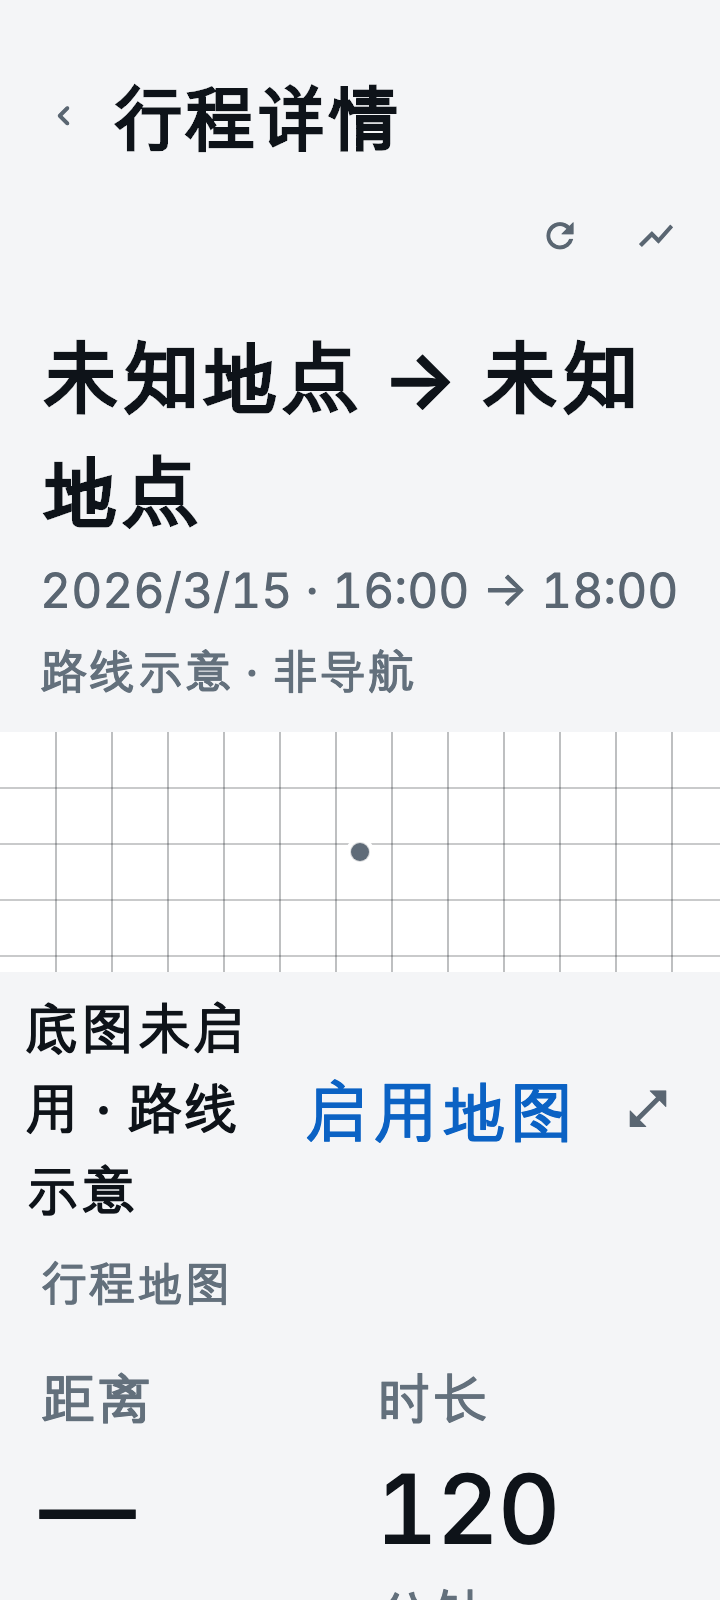 行程详情
未知地点 → 未知
地点
2026/3/15 · 16:00 → 18:00
路线示意 · 非导航
底图未启
用 · 路线
示意
启用地图
行程地图
距离
时长
—
120